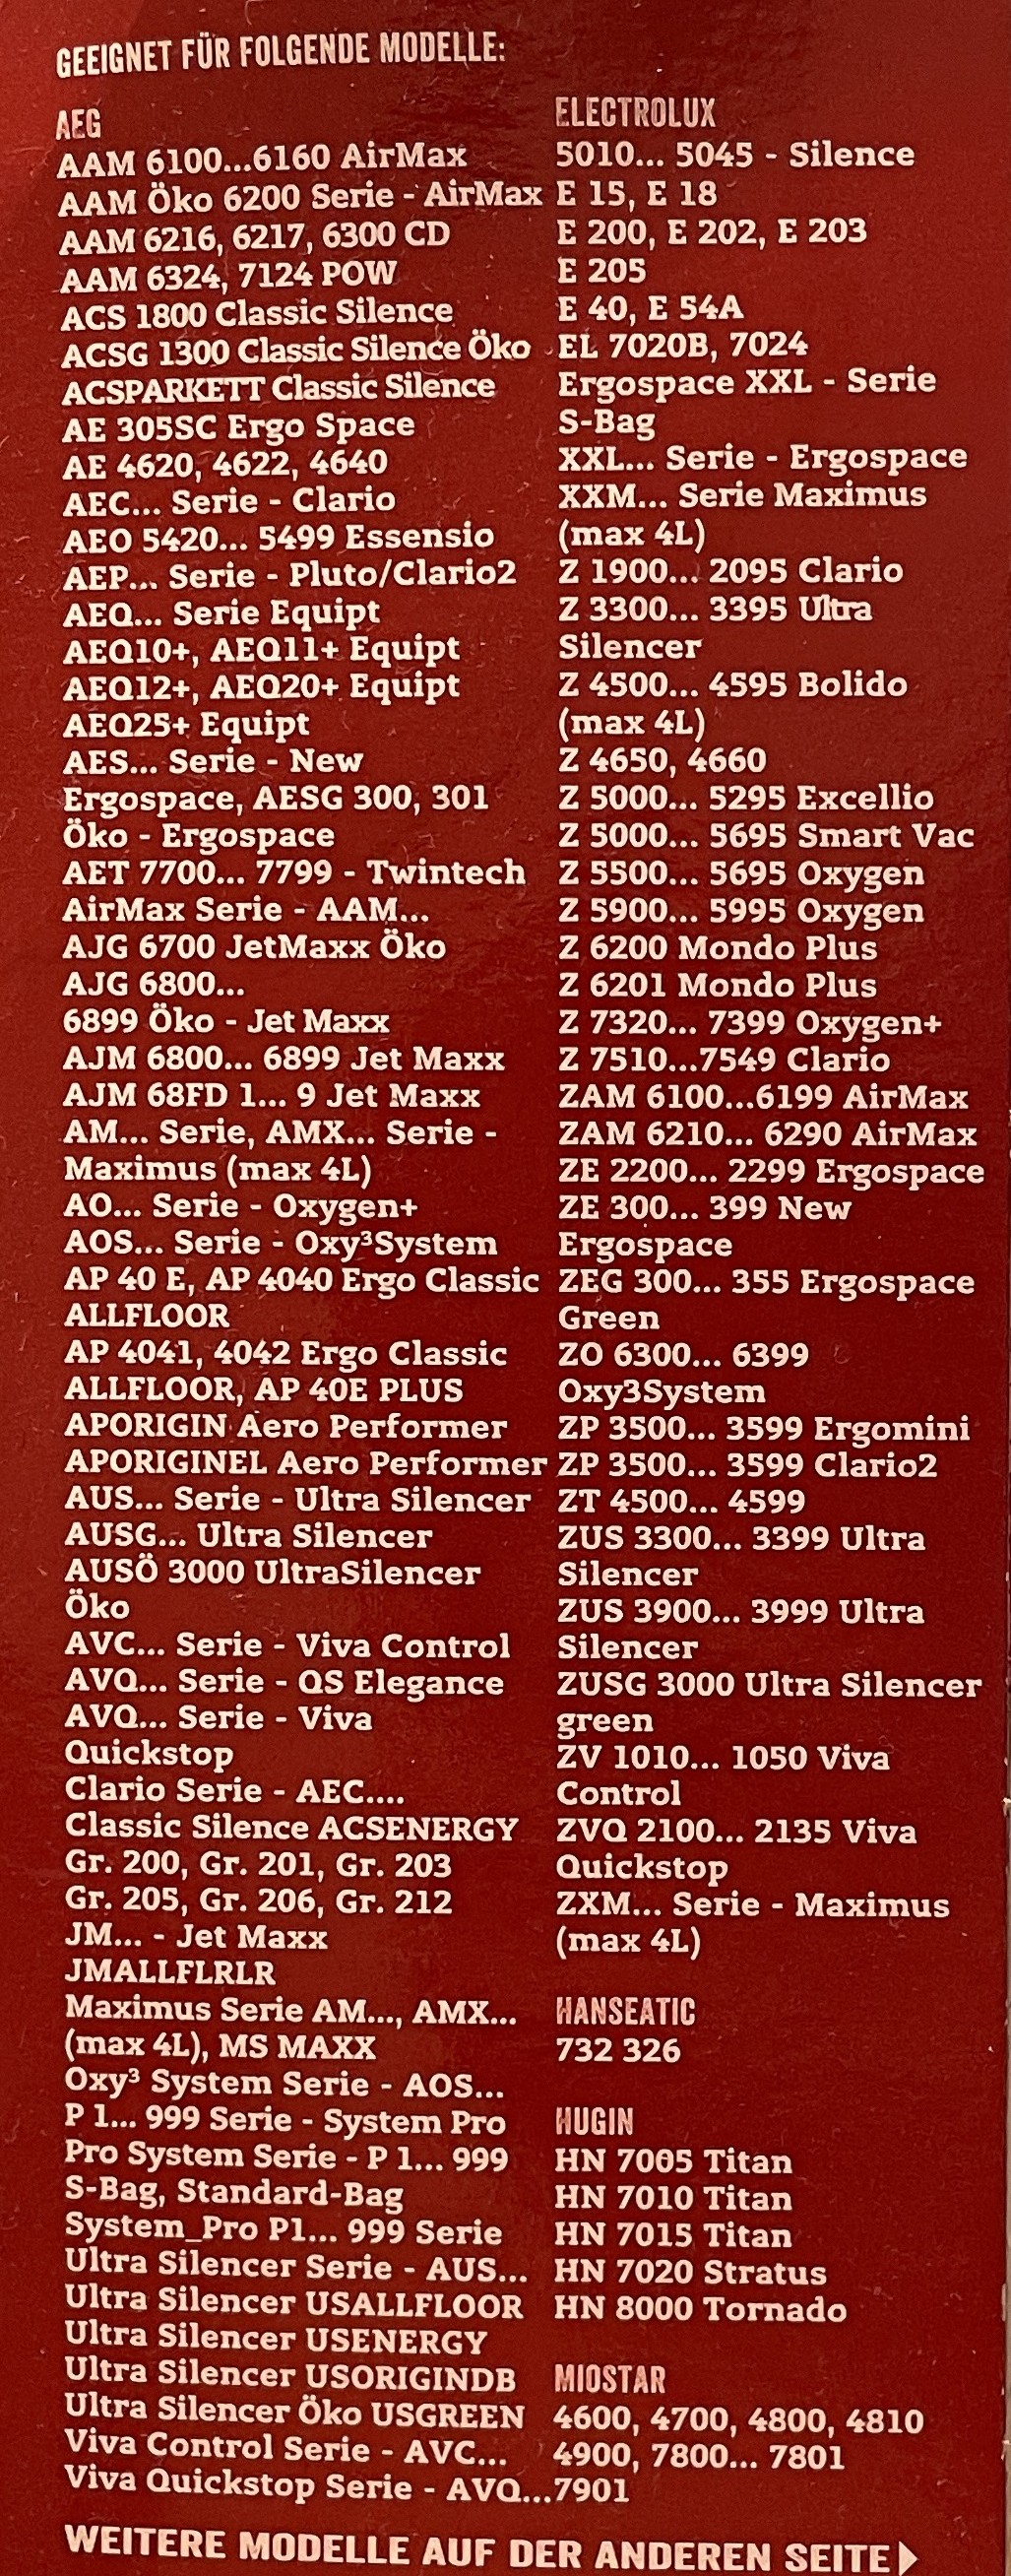 GEEIGNET FÜR FOLGENDE MODELLE:
AEG
AAM 6100...6160 AirMax
AAM Öko 6200 Serie - AirMax
AAM 6216, 6217, 6300 CD
AAM 6324, 7124 POW
ACS 1800 Classic Silence
ACSG 1300 Classic Silence Öko
ACSPARKETT Classic Silence
AE 305SC Ergo Space
AE 4620, 4622, 4640
AEC... Serie - Clario
AEO 5420... 5499 Essensio
AEP... Serie - Pluto/Clario2
AEQ... Serie Equipt
AEQ10+, AEQ11+ Equipt
AEQ12+, AEQ20+ Equipt
AEQ25+ Equipt
AES... Serie - New
Ergospace, AESG 300, 301
Öko - Ergospace
AET 7700... 7799 - Twintech
AirMax Serie - AAM...
AJG 6700 JetMaxx Öko
AJG 6800...
6899 Öko - Jet Maxx
AJM 6800... 6899 Jet Maxx
AJM 68FD 1... 9 Jet Maxx
AM... Serie, AMX... Serie -
Maximus (max 4L)
AO... Serie - Oxygen+
AOS... Serie - Oxy³System
AP 40 E, AP 4040 Ergo Classic
ALLFLOOR
AP 4041, 4042 Ergo Classic
ALLFLOOR, AP 40E PLUS
APORIGIN Aero Performer
APORIGINEL Aero Performer
AUS... Serie - Ultra Silencer
AUSG... Ultra Silencer
AUSÖ 3000 UltraSilencer
Öko
AVC... Serie - Viva Control
AVQ... Serie - QS Elegance
AVQ... Serie - Viva
Quickstop
Clario Serie - AEC....
Classic Silence ACSENERGY
Gr. 200, Gr. 201, Gr. 203
Gr. 205, Gr. 206, Gr. 212
JM... - Jet Maxx
JMALLFLRLR
Maximus Serie AM..., AMX...
(max 4L), MS MAXX
Oxy³ System Serie - AOS...
P 1... 999 Serie - System Pro
Pro System Serie - P 1... 999
S-Bag, Standard-Bag
System_Pro P1... 999 Serie
Ultra Silencer Serie - AUS...
Ultra Silencer USALLFLOOR
Ultra Silencer USENERGY
Ultra Silencer USORIGINDB
Ultra Silencer Öko USGREEN
Viva Control Serie - AVC...
Viva Quickstop Serie - AVQ...
ELECTROLUX
5010... 5045 - Silence
E 15, E 18
E 200, E 202, E 203
E 205
E 40, E 54A
EL 7020B, 7024
Ergospace XXL - Serie
S-Bag
XXL... Serie - Ergospace
XXM... Serie Maximus
(max 4L)
Z 1900... 2095 Clario
Z 3300... 3395 Ultra
Silencer
Z 4500... 4595 Bolido
(max 4L)
Z 4650, 4660
Z 5000... 5295 Excellio
Z 5000... 5695 Smart Vac
Z 5500... 5695 Oxygen
Z 5900... 5995 Oxygen
Z 6200 Mondo Plus
Z 6201 Mondo Plus
Z 7320... 7399 Oxygen+
Z 7510...7549 Clario
ZAM 6100...6199 AirMax
ZAM 6210... 6290 AirMax
ZE 2200... 2299 Ergospace
ZE 300... 399 New
Ergospace
ZEG 300... 355 Ergospace
Green
ZO 6300... 6399
Oxy3System
ZP 3500... 3599 Ergomini
ZP 3500... 3599 Clario2
ZT 4500... 4599
ZUS 3300... 3399 Ultra
Silencer
ZUS 3900... 3999 Ultra
Silencer
ZUSG 3000 Ultra Silencer
green
ZV 1010... 1050 Viva
Control
ZVQ 2100... 2135 Viva
Quickstop
ZXM... Serie - Maximus
(max 4L)
HANSEATIC
732 326
HUGIN
HN 7005 Titan
HN 7010 Titan
HN 7015 Titan
HN 7020 Stratus
HN 8000 Tornado
MIOSTAR
4600, 4700, 4800, 4810
4900, 7800... 7801
7901
WEITERE MODELLE AUF DER ANDEREN SEITE